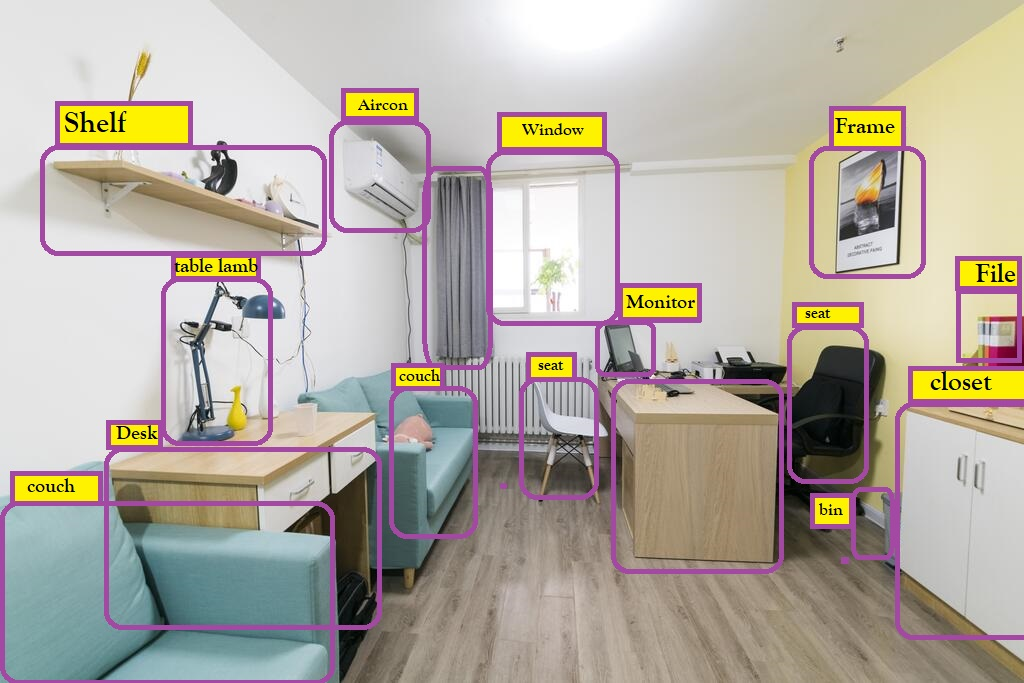 Shelf
Aircon
Window
Frame
table lamb
Monitor
File
seat
seat
couch
closet
Desk
couch
bin
ABSTRACT
DECORATIVE PAING